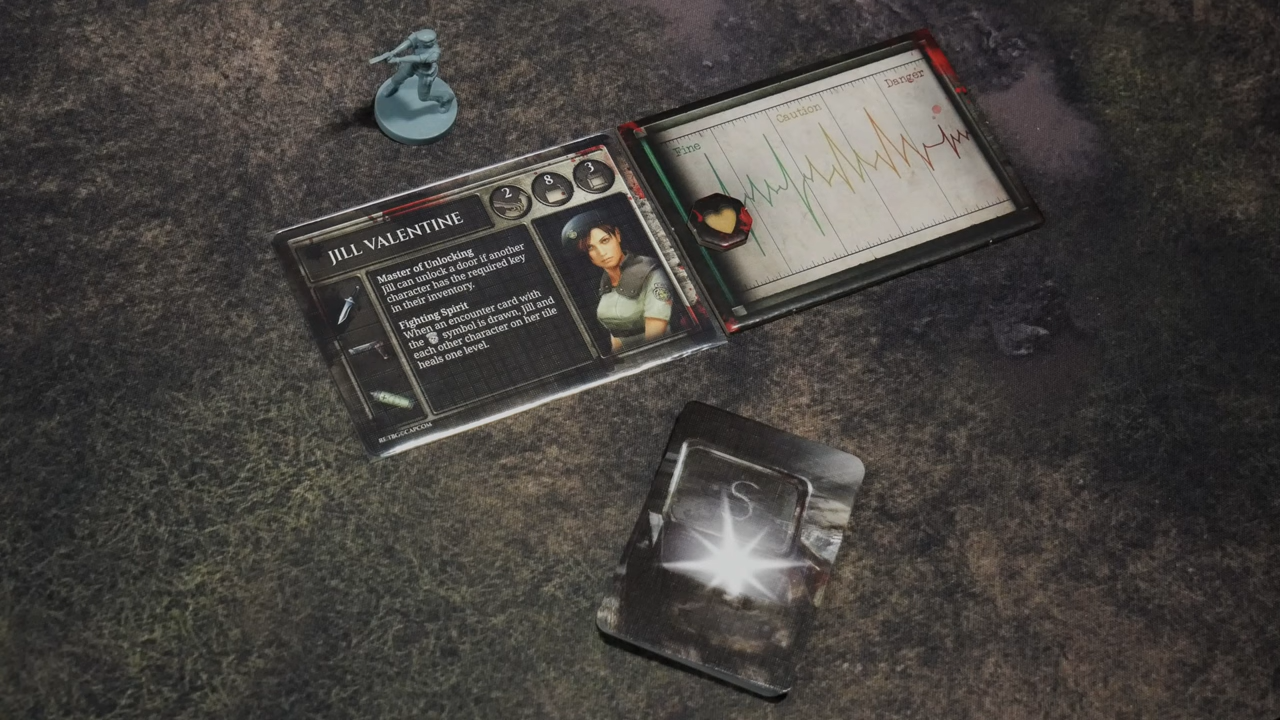 2 8 3
JILL VALENTINE
Master of Unlocking
Jill can unlock a door if another
character has the required key
in their inventory.
Fighting Spirit
When an encounter card with
the symbol is drawn, Jill and
each other character on her tile
heals one level.
Fine
Caution
Danger
S